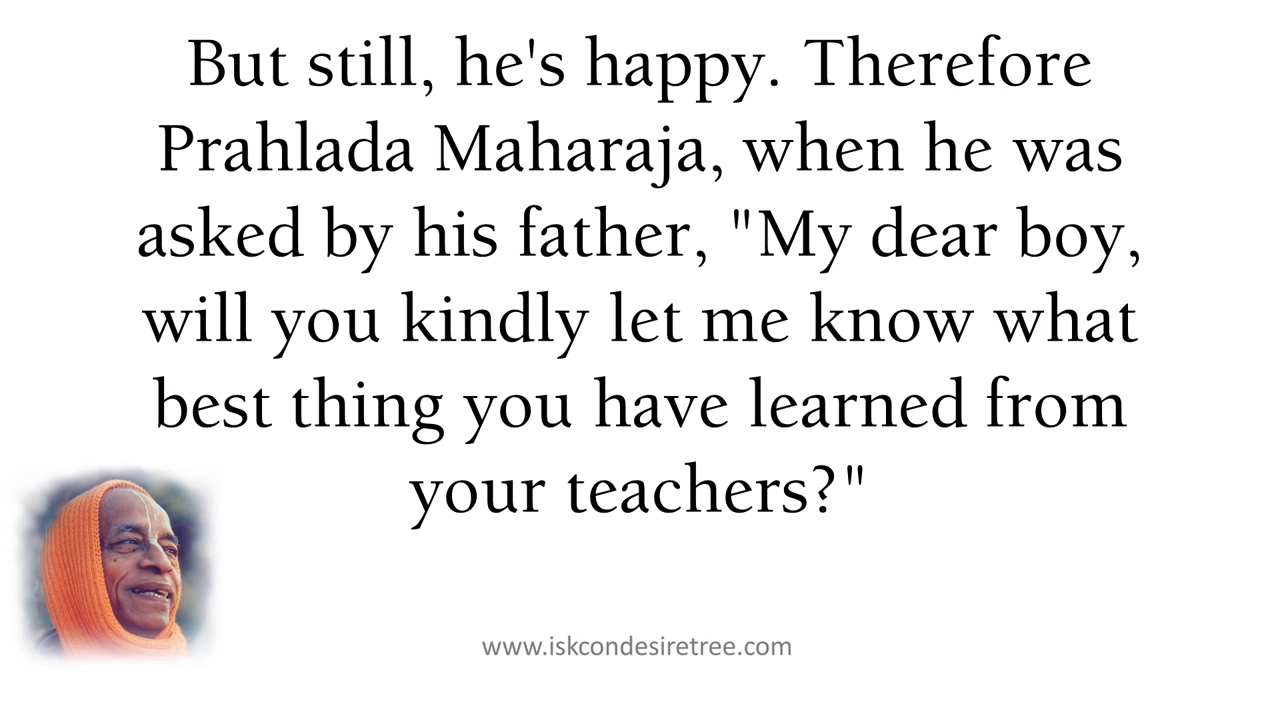 But still, he's happy. Therefore
Prahlada Maharaja, when he was
asked by his father, "My dear boy,
will you kindly let me know what
best thing you have learned from
your teachers?"
www.iskcondesiretree.com